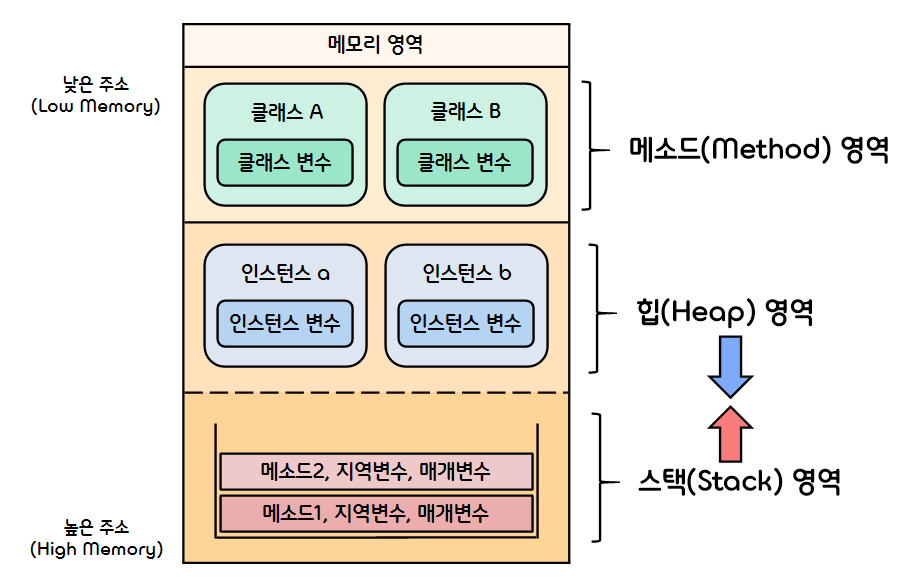 메모리 영역
낮은 주소
(Low Memory)
클래스 A
클래스 변수
클래스 B
클래스 변수
메소드(Method) 영역
인스턴스 a
인스턴스 변수
인스턴스 b
인스턴스 변수
힙(Heap) 영역
메소드2, 지역변수, 매개변수
메소드1, 지역변수, 매개변수
스택(Stack) 영역
높은 주소
(High Memory)